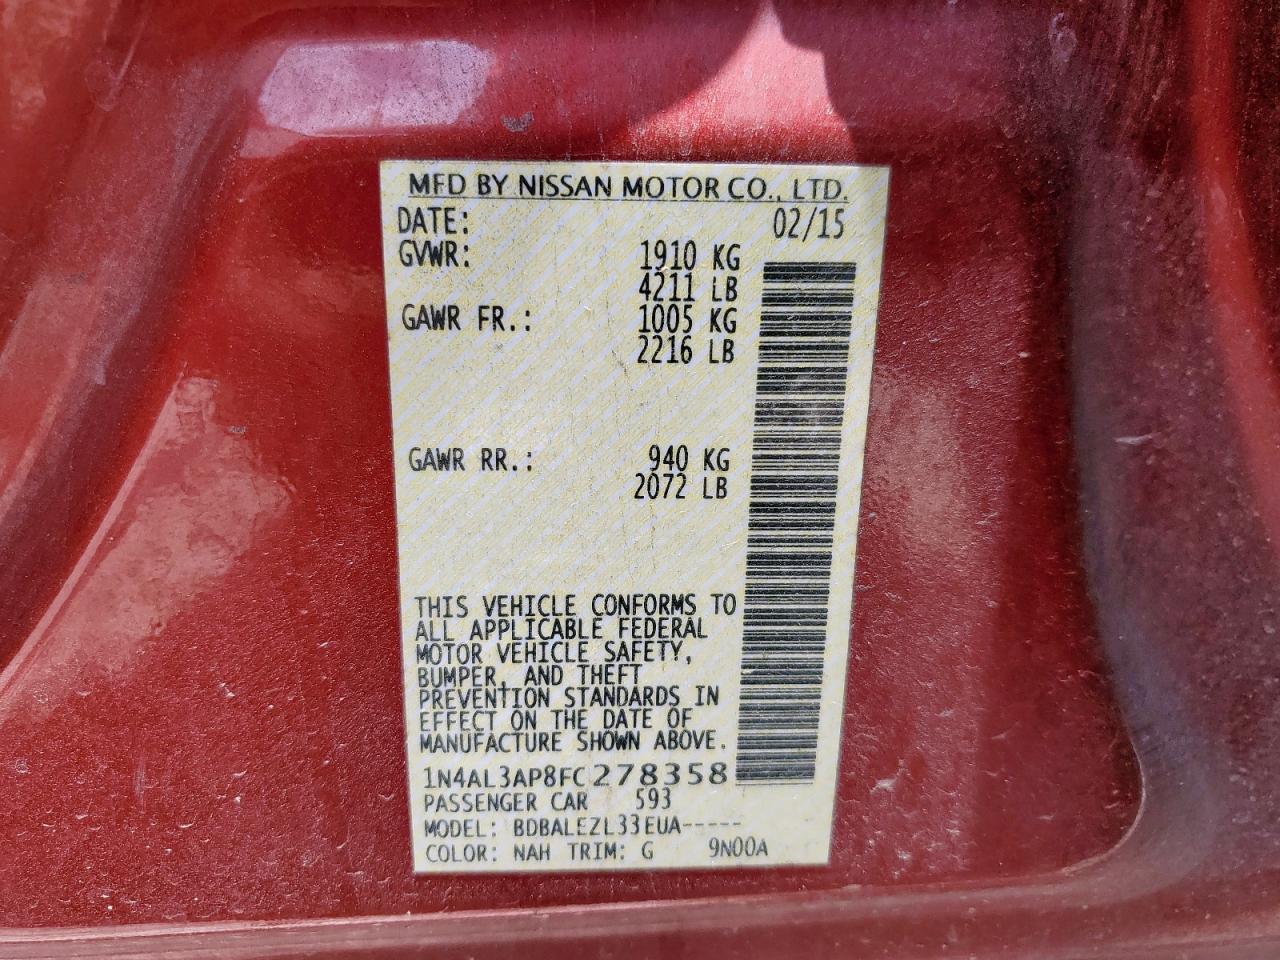 MFD BY NISSAN MOTOR CO., LTD.
DATE: 02/15
GVWR: 1910 KG
4211 LB
GAWR FR.: 1005 KG
2216 LB
GAWR RR.: 940 KG
2072 LB
THIS VEHICLE CONFORMS TO
ALL APPLICABLE FEDERAL
MOTOR VEHICLE SAFETY,
BUMPER, AND THEFT
PREVENTION STANDARDS IN
EFFECT ON THE DATE OF
MANUFACTURE SHOWN ABOVE.
1N4AL3AP8FC278358
PASSENGER CAR 593
MODEL: BDBALEZL33EUA-----
COLOR: NAH TRIM: G 9N00A